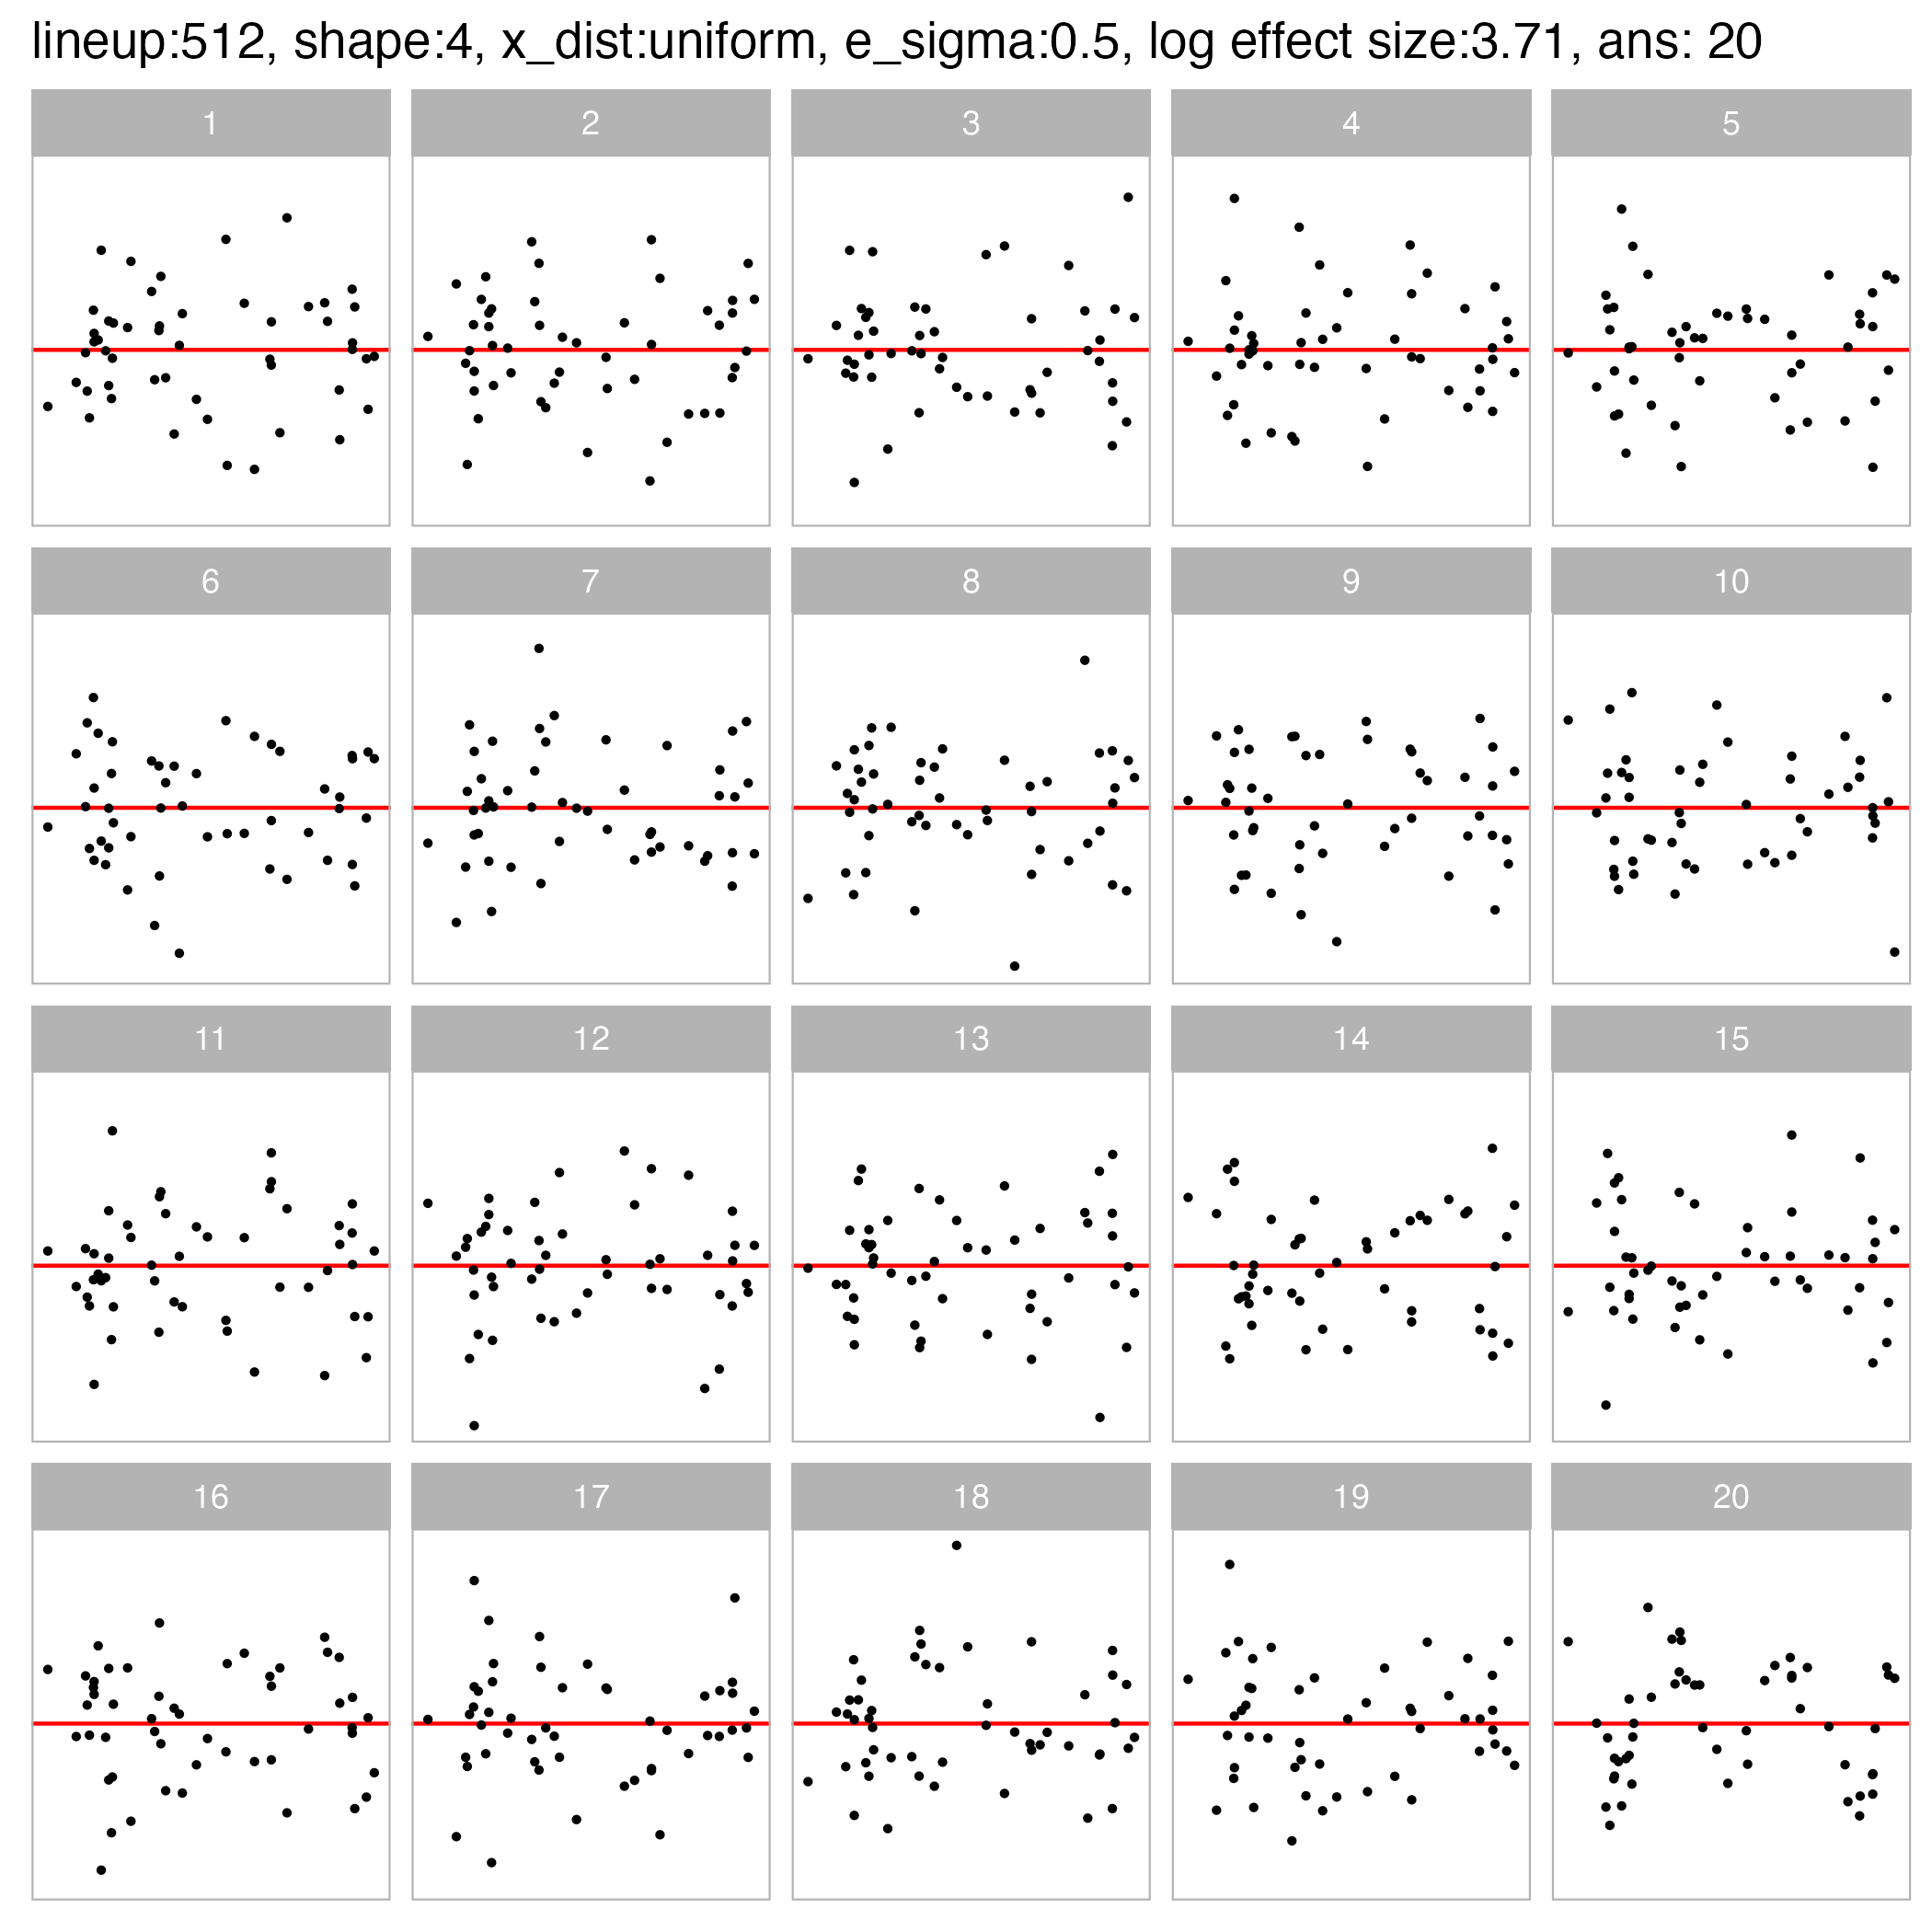 lineup:512, shape:4, x_dist:uniform, e_sigma:0.5, log effect size:3.71, ans: 20
1 2 3 4 5
6 7 8 9 10
11 12 13 14 15
16 17 18 19 20